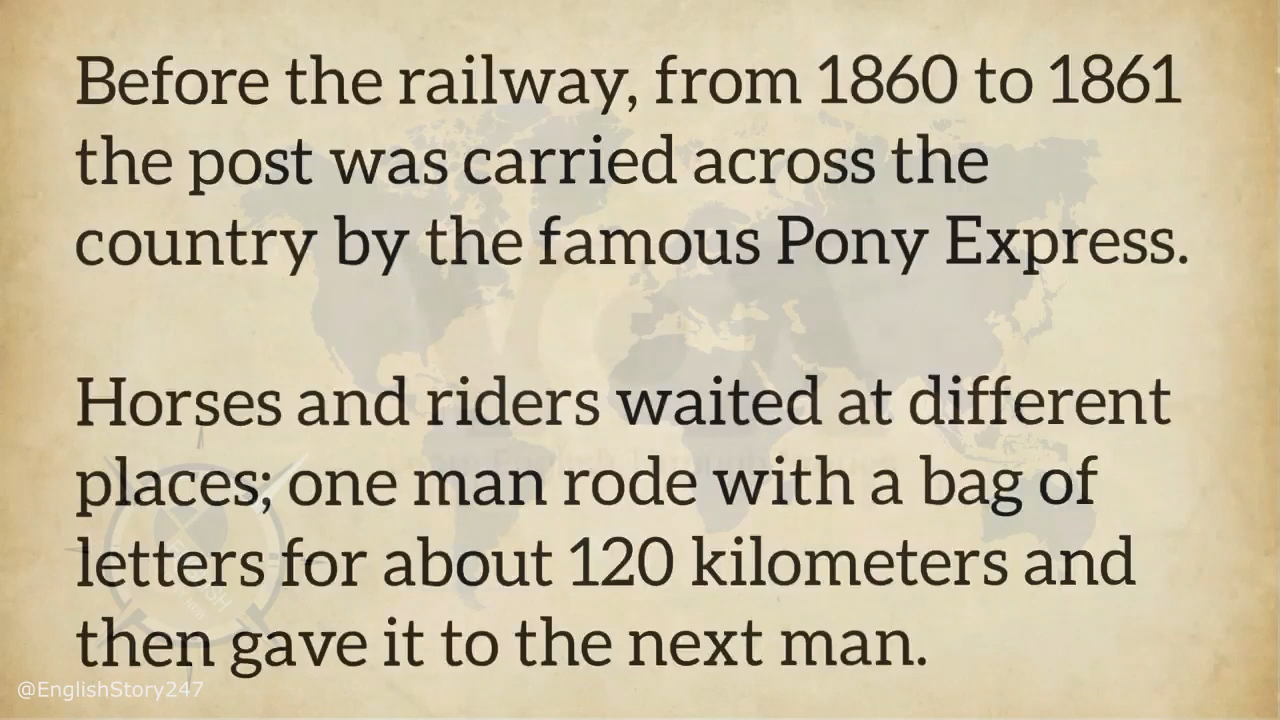 Before the railway, from 1860 to 1861
the post was carried across the
country by the famous Pony Express.
Horses and riders waited at different
places; one man rode with a bag of
letters for about 120 kilometers and
then gave it to the next man.
@EnglishStory247